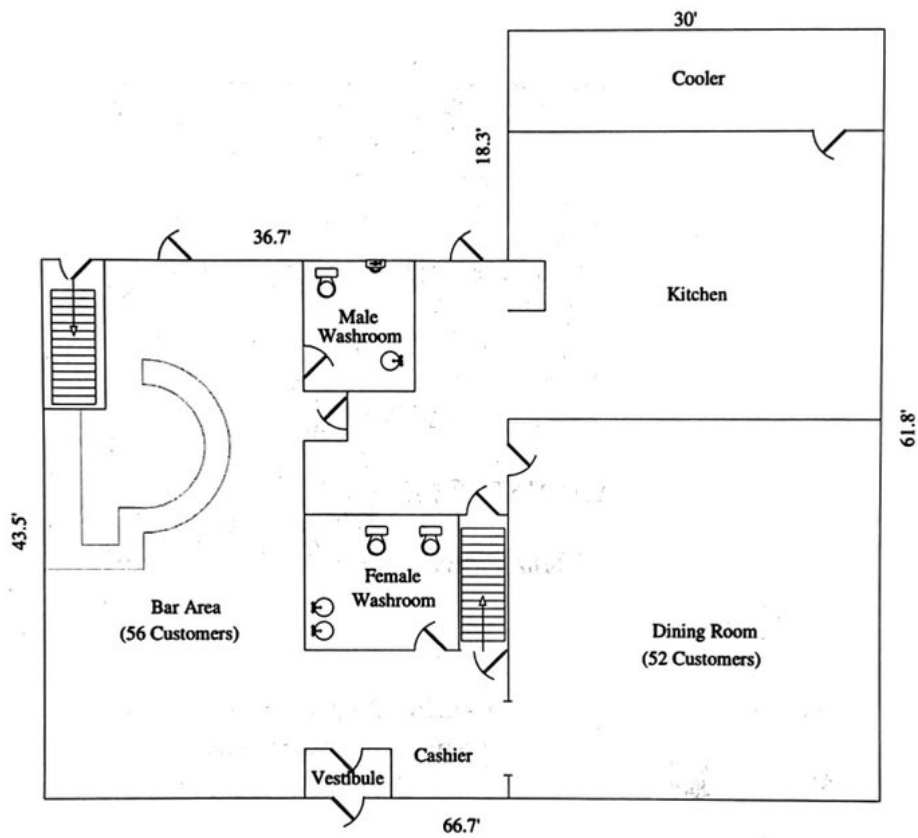 30'
Cooler
18.3'
36.7'
Kitchen
Male
Washroom
61.8'
43.5'
Female
Washroom
Bar Area
(56 Customers)
Dining Room
(52 Customers)
Cashier
Vestibule
66.7'